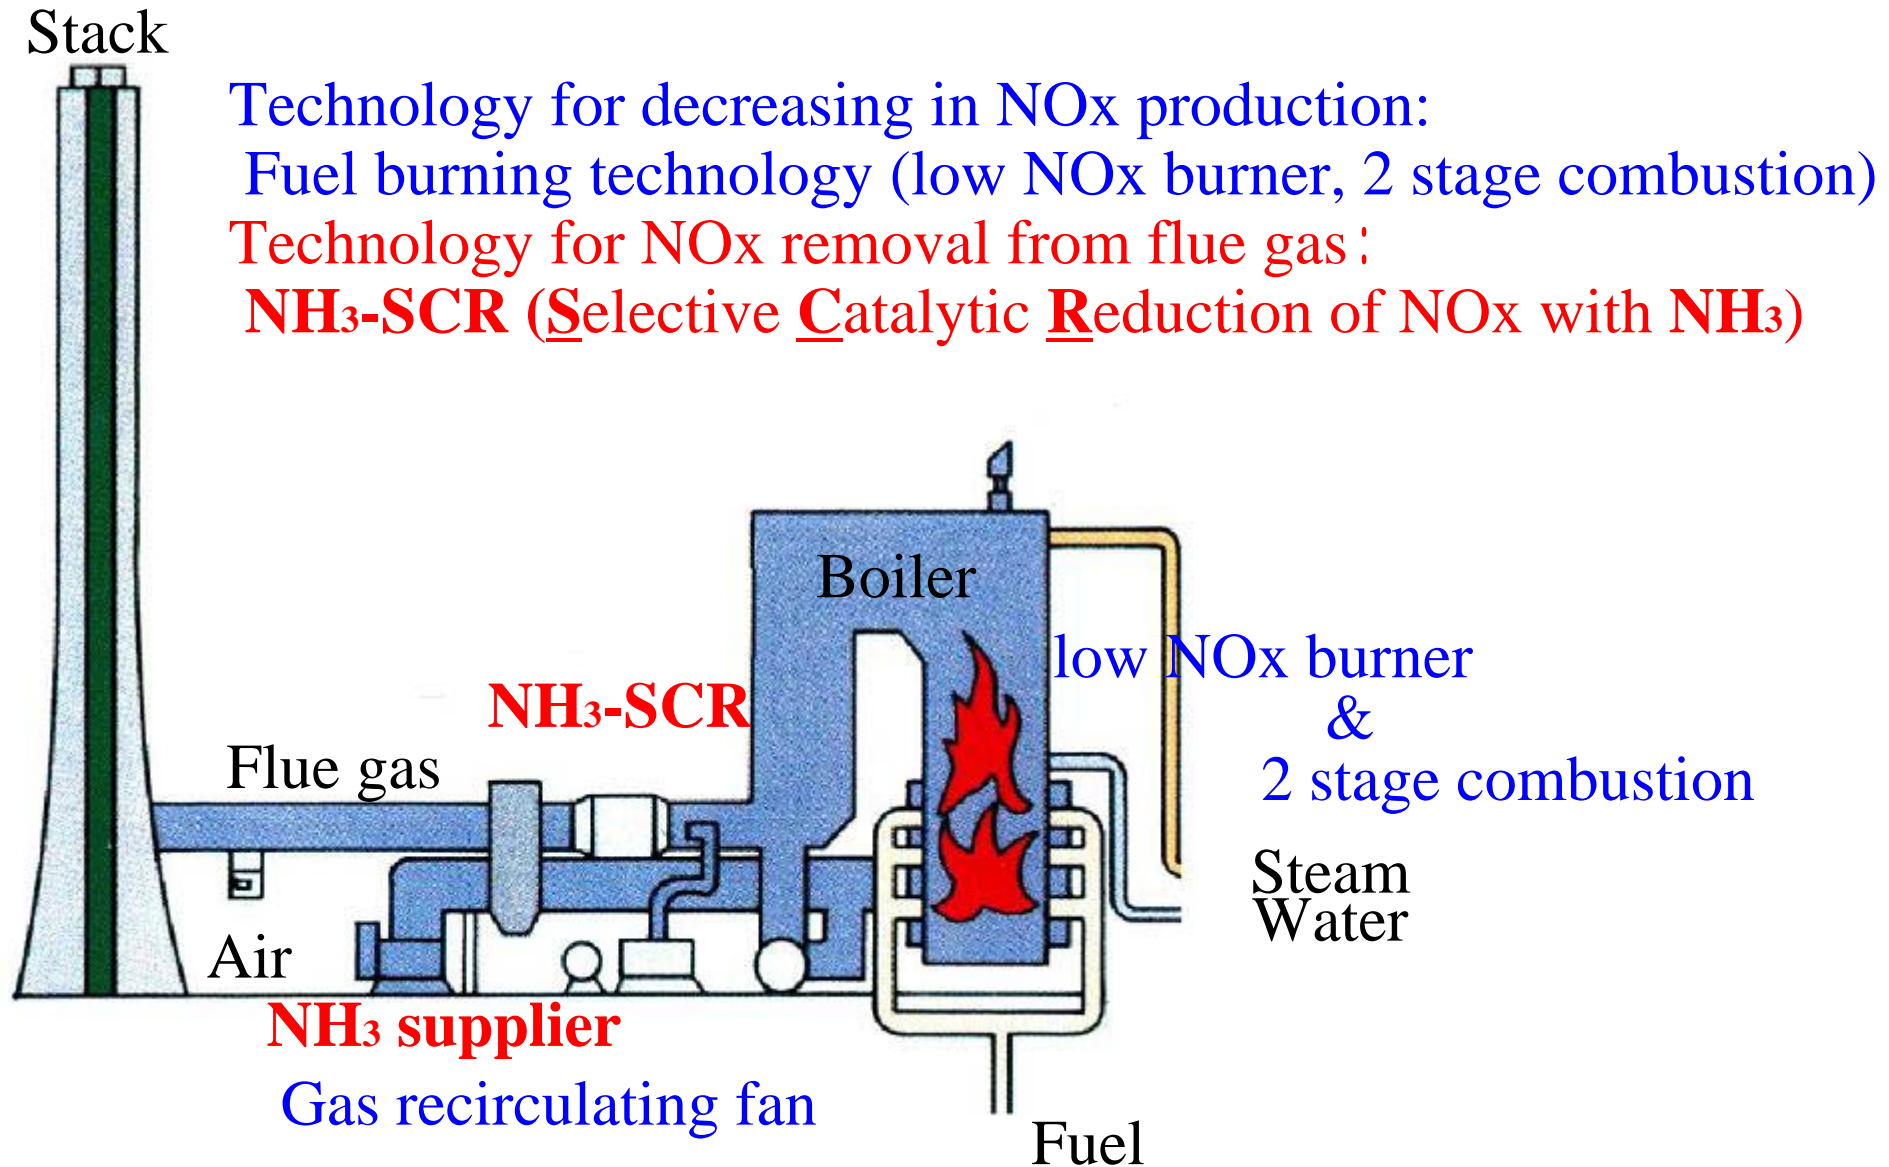 Stack
Technology for decreasing in NOx production:
Fuel burning technology (low NOx burner, 2 stage combustion)
Technology for NOx removal from flue gas:
NH₃-SCR (Selective Catalytic Reduction of NOx with NH₃)
Boiler
low NOx burner
&
2 stage combustion
NH₃-SCR
Flue gas
Steam
Water
Air
NH₃ supplier
Gas recirculating fan
Fuel